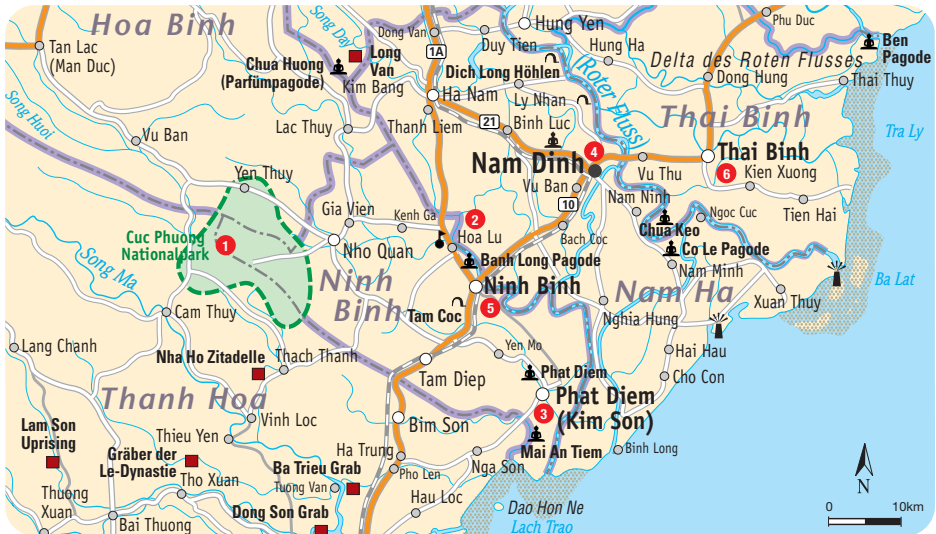 Hoa Binh
Song Day
Dong Van
Hung Yen
Phu Duc
Tan Lac
(Man Duc)
Long
Van
1A
Duy Tien
Hung Ha
Ben
Pagode
Chua Huong
(Parfümpagode)
Kim Bang
Dich Long Höhlen
(Roter Fluss)
Delta des Roten Flusses
Dong Hung
Thai Thuy
Song Huoi
Ha Nam
Ly Nhan
Thai Binh
Vu Ban
Lac Thuy
Thanh Liem
21
Binh Luc
Tra Ly
Nam Dinh
4
Thai Binh
6
Yen Thuy
Vu Ban
Vu Thu
Kien Xuong
10
Nam Ninh
Gia Vien
Kenh Ga
2
Ngoc Cuc
Tien Hai
Cuc Phuong
Nationalpark
1
Nho Quan
Hoa Lu
Bach Coc
Chua Keo
Co Le Pagode
Song Ma
Banh Long Pagode
Nam Minh
Ninh
Binh
Ninh Binh
5
Nam Ha
Ba Lat
Xuan Thuy
Cam Thuy
Tam Coc
Nghia Hung
Lang Chanh
Nha Ho Zitadelle
Thach Thanh
Yen Mo
Hai Hau
Tam Diep
Phat Diem
Cho Con
Thanh Hoa
Phat Diem
(Kim Son)
3
Vinh Loc
Bim Son
Lam Son
Uprising
Thieu Yen
Mai An Tiem
Binh Long
Gräber der
Le-Dynastie
Ha Trung
Nga Son
Ba Trieu Grab
Pho Len
Tho Xuan
Tuong Van
Thuong
Xuan
Hau Loc
N
Bai Thuong
Dong Son Grab
Dao Hon Ne
Lach Trao
0
10km